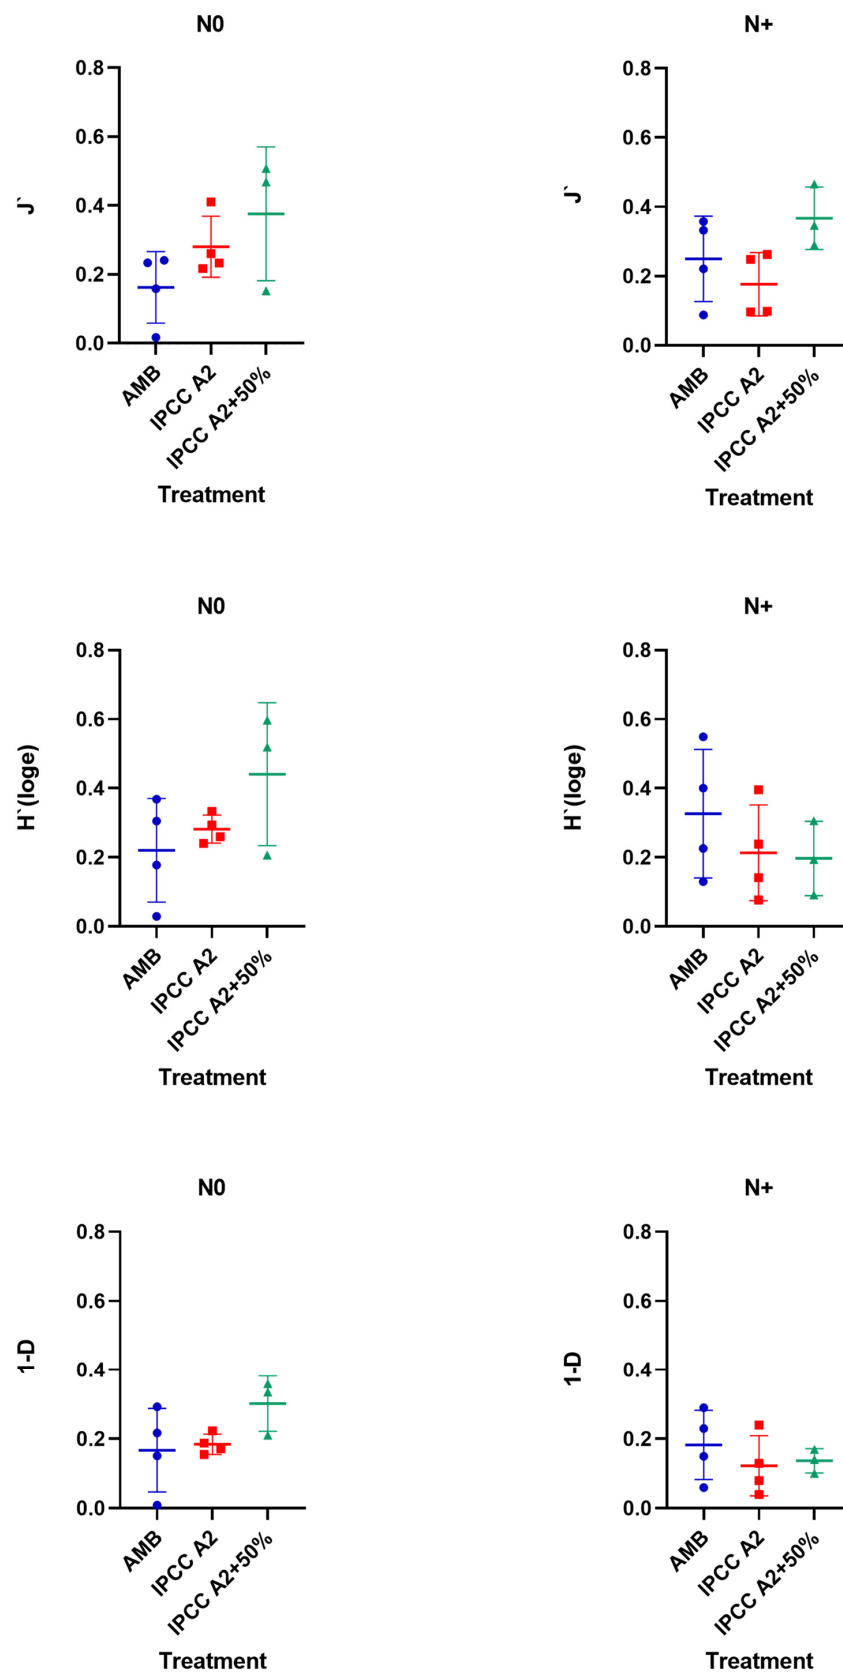 N0
N+
0.8
0.6
0.4
0.2
0.0
J`
AMB
IPCC A2
IPCC A2+50%
Treatment
0.8
0.6
0.4
0.2
0.0
J`
AMB
IPCC A2
IPCC A2+50%
Treatment
N0
N+
0.8
0.6
0.4
0.2
0.0
H`(loge)
AMB
IPCC A2
IPCC A2+50%
Treatment
0.8
0.6
0.4
0.2
0.0
H`(loge)
AMB
IPCC A2
IPCC A2+50%
Treatment
N0
N+
0.8
0.6
0.4
0.2
0.0
1-D
AMB
IPCC A2
IPCC A2+50%
Treatment
0.8
0.6
0.4
0.2
0.0
1-D
AMB
IPCC A2
IPCC A2+50%
Treatment